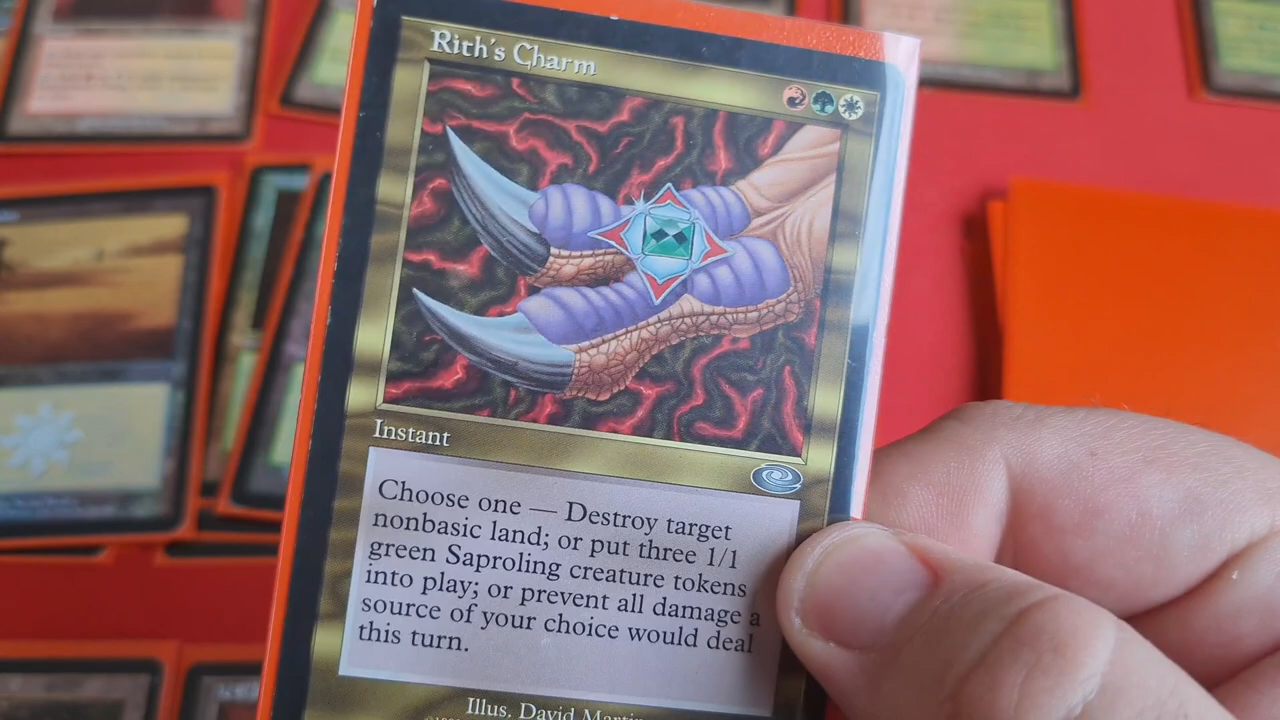 Rith's Charm
Instant
Choose one — Destroy target
nonbasic land; or put three 1/1
green Saproling creature tokens
into play; or prevent all damage a
source of your choice would deal
this turn.
Illus. David